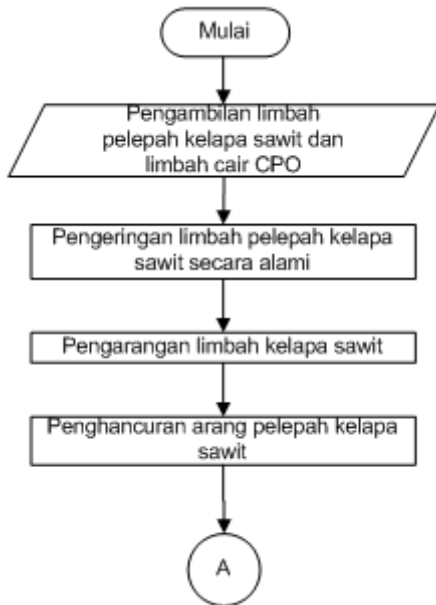 Mulai
Pengambilan limbah
pelepah kelapa sawit dan
limbah cair CPO
Pengeringan limbah pelepah kelapa
sawit secara alami
Pengarangan limbah kelapa sawit
Penghancuran arang pelepah kelapa
sawit
A